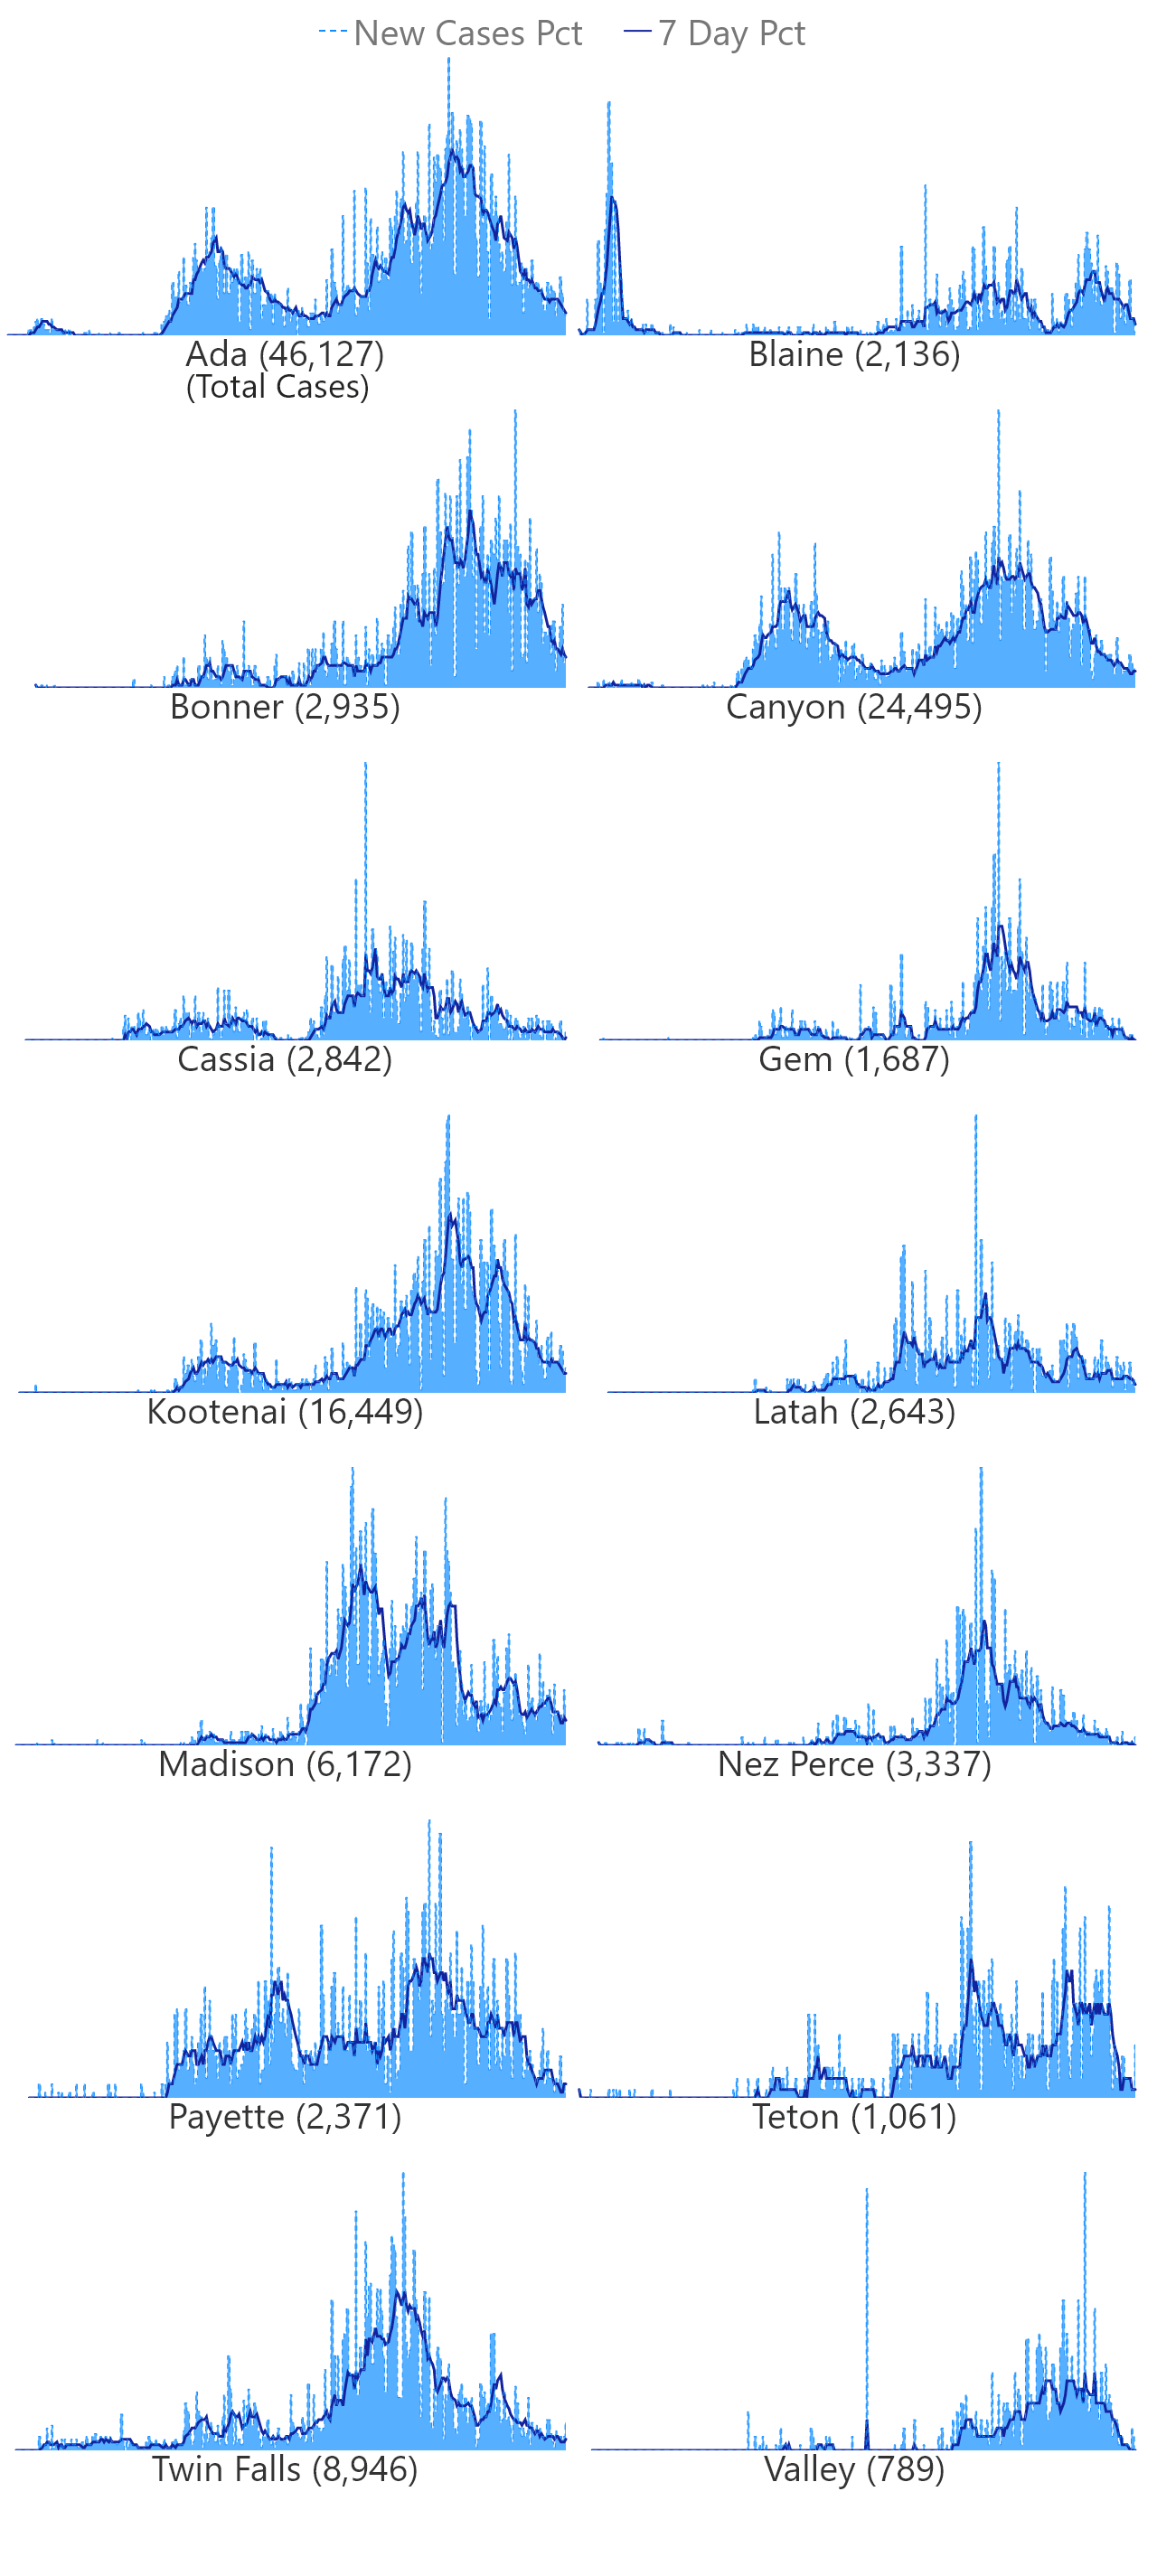 New Cases Pct 7 Day Pct
Ada (46,127)
(Total Cases)
Blaine (2,136)
Bonner (2,935)
Canyon (24,495)
Cassia (2,842)
Gem (1,687)
Kootenai (16,449)
Latah (2,643)
Madison (6,172)
Nez Perce (3,337)
Payette (2,371)
Teton (1,061)
Twin Falls (8,946)
Valley (789)